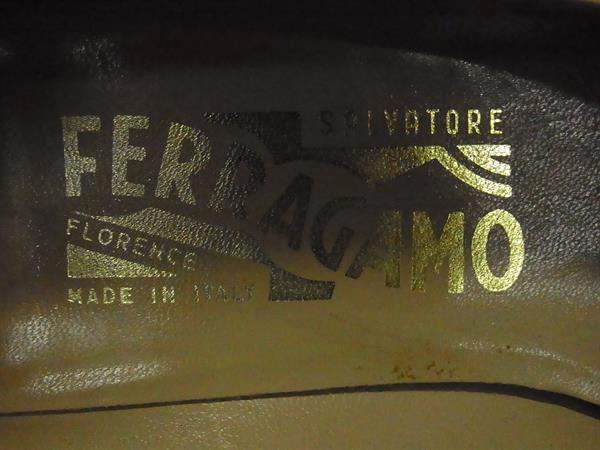 SALVATORE
FERRAGAMO
FLORENCE
MADE IN ITALY